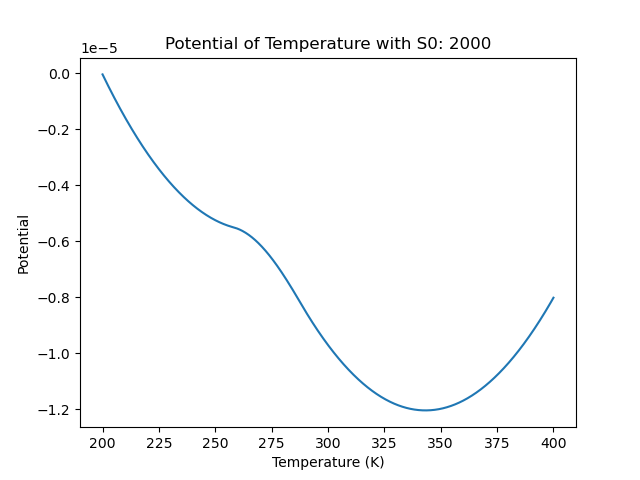 Potential of Temperature with S0: 2000
1e−5
0.0
−0.2
−0.4
−0.6
−0.8
−1.0
−1.2
Potential
200 225 250 275 300 325 350 375 400
Temperature (K)